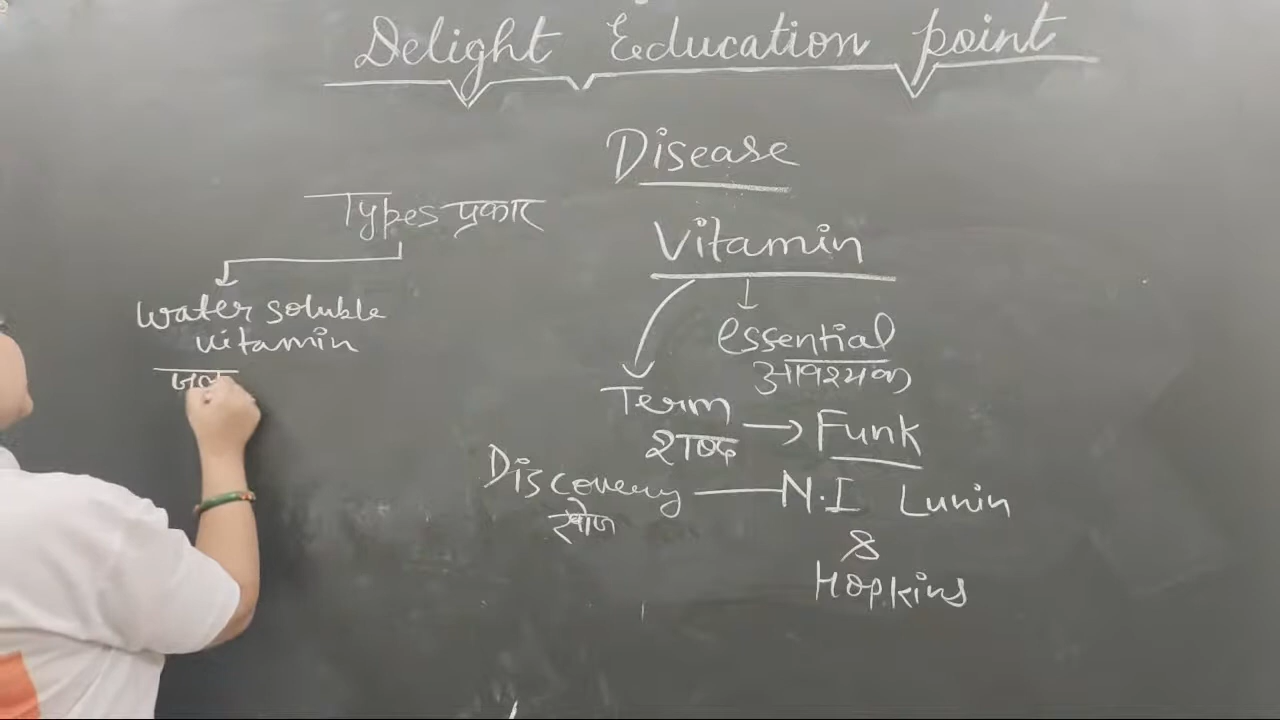 Delight Education point
Disease
Types प्रकार
Water soluble
vitamin
जल
Vitamin
essential
आवश्यक
Term → Funk
शब्द
Discovery — N.I Lunin
खोज
&
Hopkins